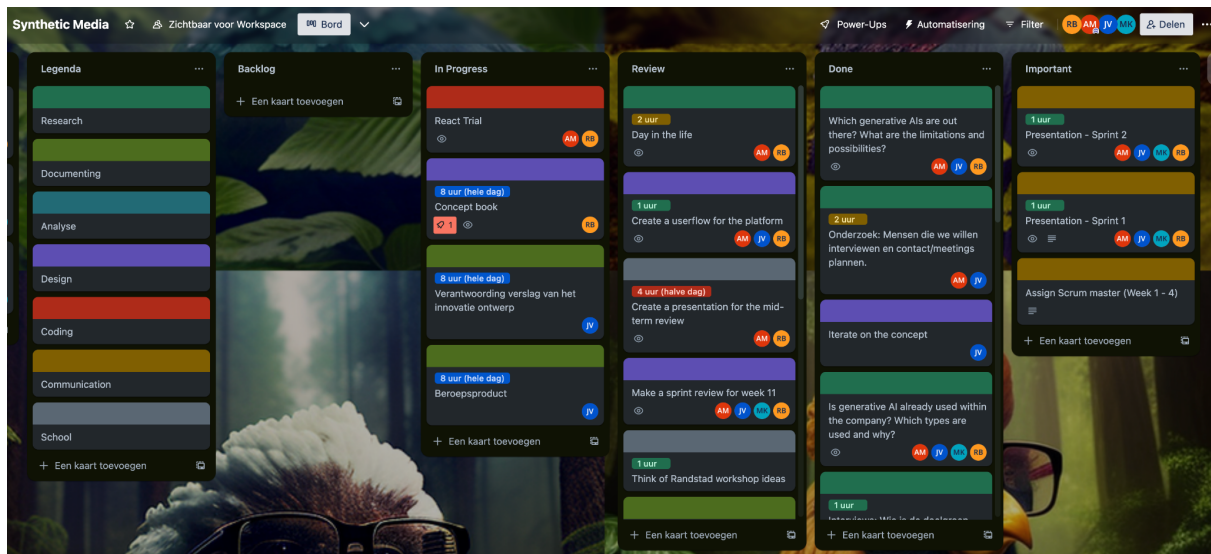 Synthetic Media
Zichtbaar voor Workspace
Bord
Power-Ups
Automatisering
Filter
RB AM JV MK
Delen
Legenda
Research
Documenting
Analyse
Design
Coding
Communication
School
+ Een kaart toevoegen
Backlog
+ Een kaart toevoegen
In Progress
React Trial
AM RB
8 uur (hele dag)
Concept book
1
RB
8 uur (hele dag)
Verantwoording verslag van het
innovatie ontwerp
JV
8 uur (hele dag)
Beroepsproduct
JV
+ Een kaart toevoegen
Review
2 uur
Day in the life
AM RB
1 uur
Create a userflow for the platform
AM JV RB
4 uur (halve dag)
Create a presentation for the mid-
term review
AM RB
Make a sprint review for week 11
AM JV MK RB
1 uur
Think of Randstad workshop ideas
+ Een kaart toevoegen
Done
Which generative AIs are out
there? What are the limitations and
possibilities?
AM JV RB
2 uur
Onderzoek: Mensen die we willen
interviewen en contact/meetings
plannen.
AM JV
Iterate on the concept
JV
Is generative AI already used within
the company? Which types are
used and why?
AM JV MK RB
1 uur
+ Een kaart toevoegen
Important
1 uur
Presentation - Sprint 2
AM JV MK RB
1 uur
Presentation - Sprint 1
AM JV MK RB
Assign Scrum master (Week 1 - 4)
+ Een kaart toevoegen